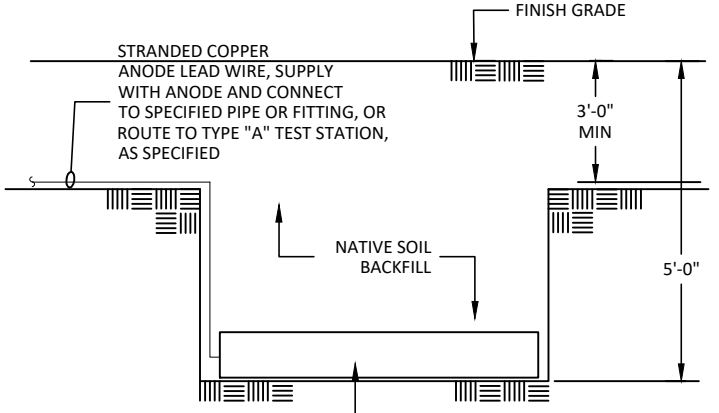 FINISH GRADE
STRANDED COPPER
ANODE LEAD WIRE, SUPPLY
WITH ANODE AND CONNECT
TO SPECIFIED PIPE OR FITTING, OR
ROUTE TO TYPE "A" TEST STATION,
AS SPECIFIED
3'-0"
MIN
NATIVE SOIL
BACKFILL
5'-0"